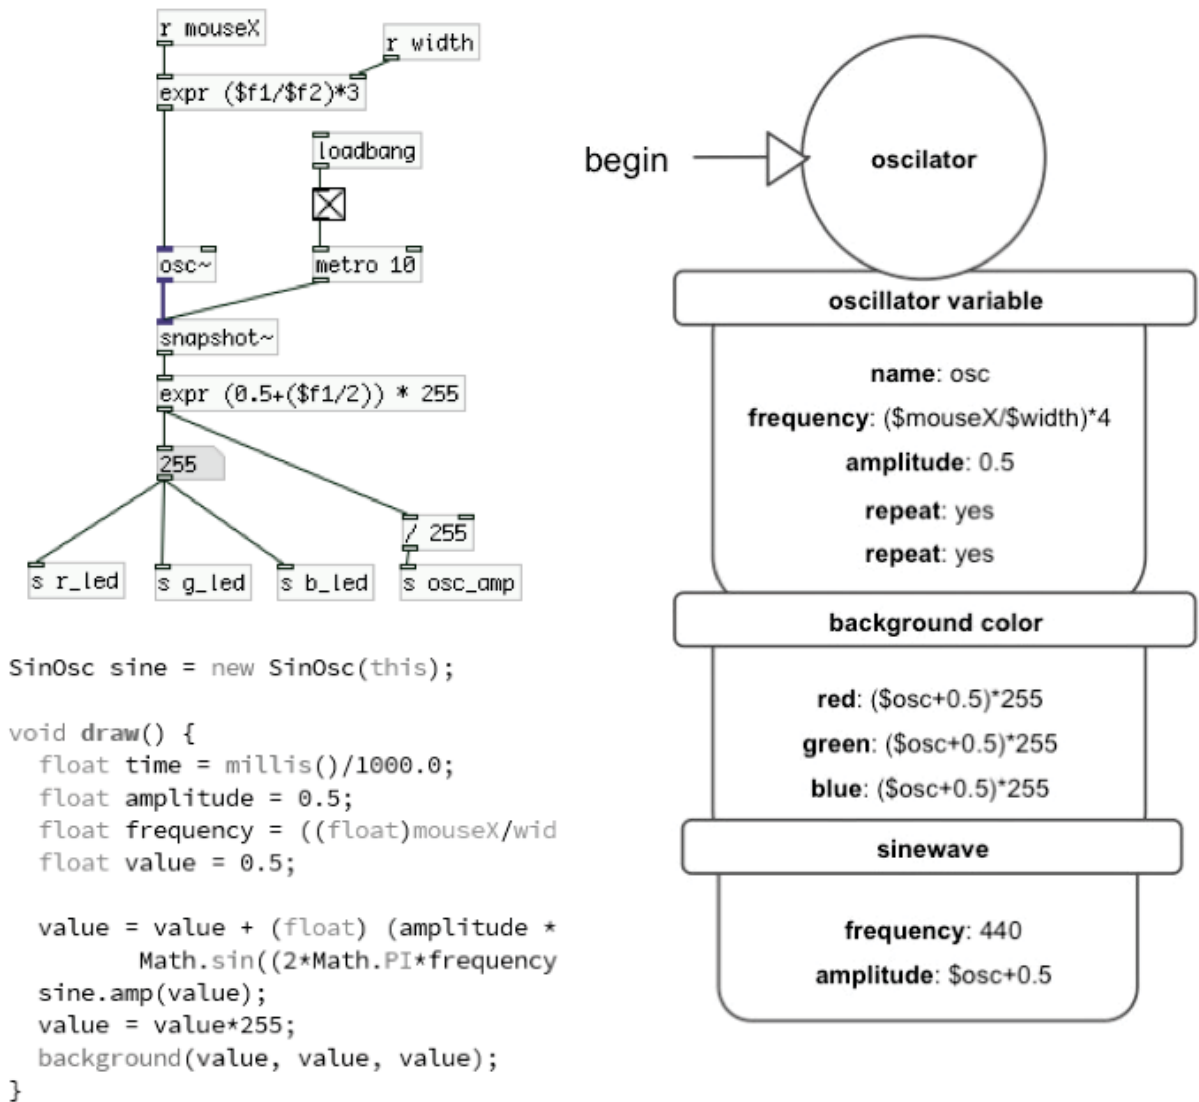 r mouseX
r width
expr ($f1/$f2)*3
loadbang
osc~
metro 10
snapshot~
expr (0.5+($f1/2)) * 255
255
/ 255
s r_led
s g_led
s b_led
s osc_amp
SinOsc sine = new SinOsc(this);
void draw() {
float time = millis()/1000.0;
float amplitude = 0.5;
float frequency = ((float)mouseX/wid
float value = 0.5;
value = value + (float) (amplitude *
Math.sin((2*Math.PI*frequency
sine.amp(value);
value = value*255;
background(value, value, value);
}
begin
oscilator
oscillator variable
name: osc
frequency: ($mouseX/$width)*4
amplitude: 0.5
repeat: yes
repeat: yes
background color
red: ($osc+0.5)*255
green: ($osc+0.5)*255
blue: ($osc+0.5)*255
sinewave
frequency: 440
amplitude: $osc+0.5